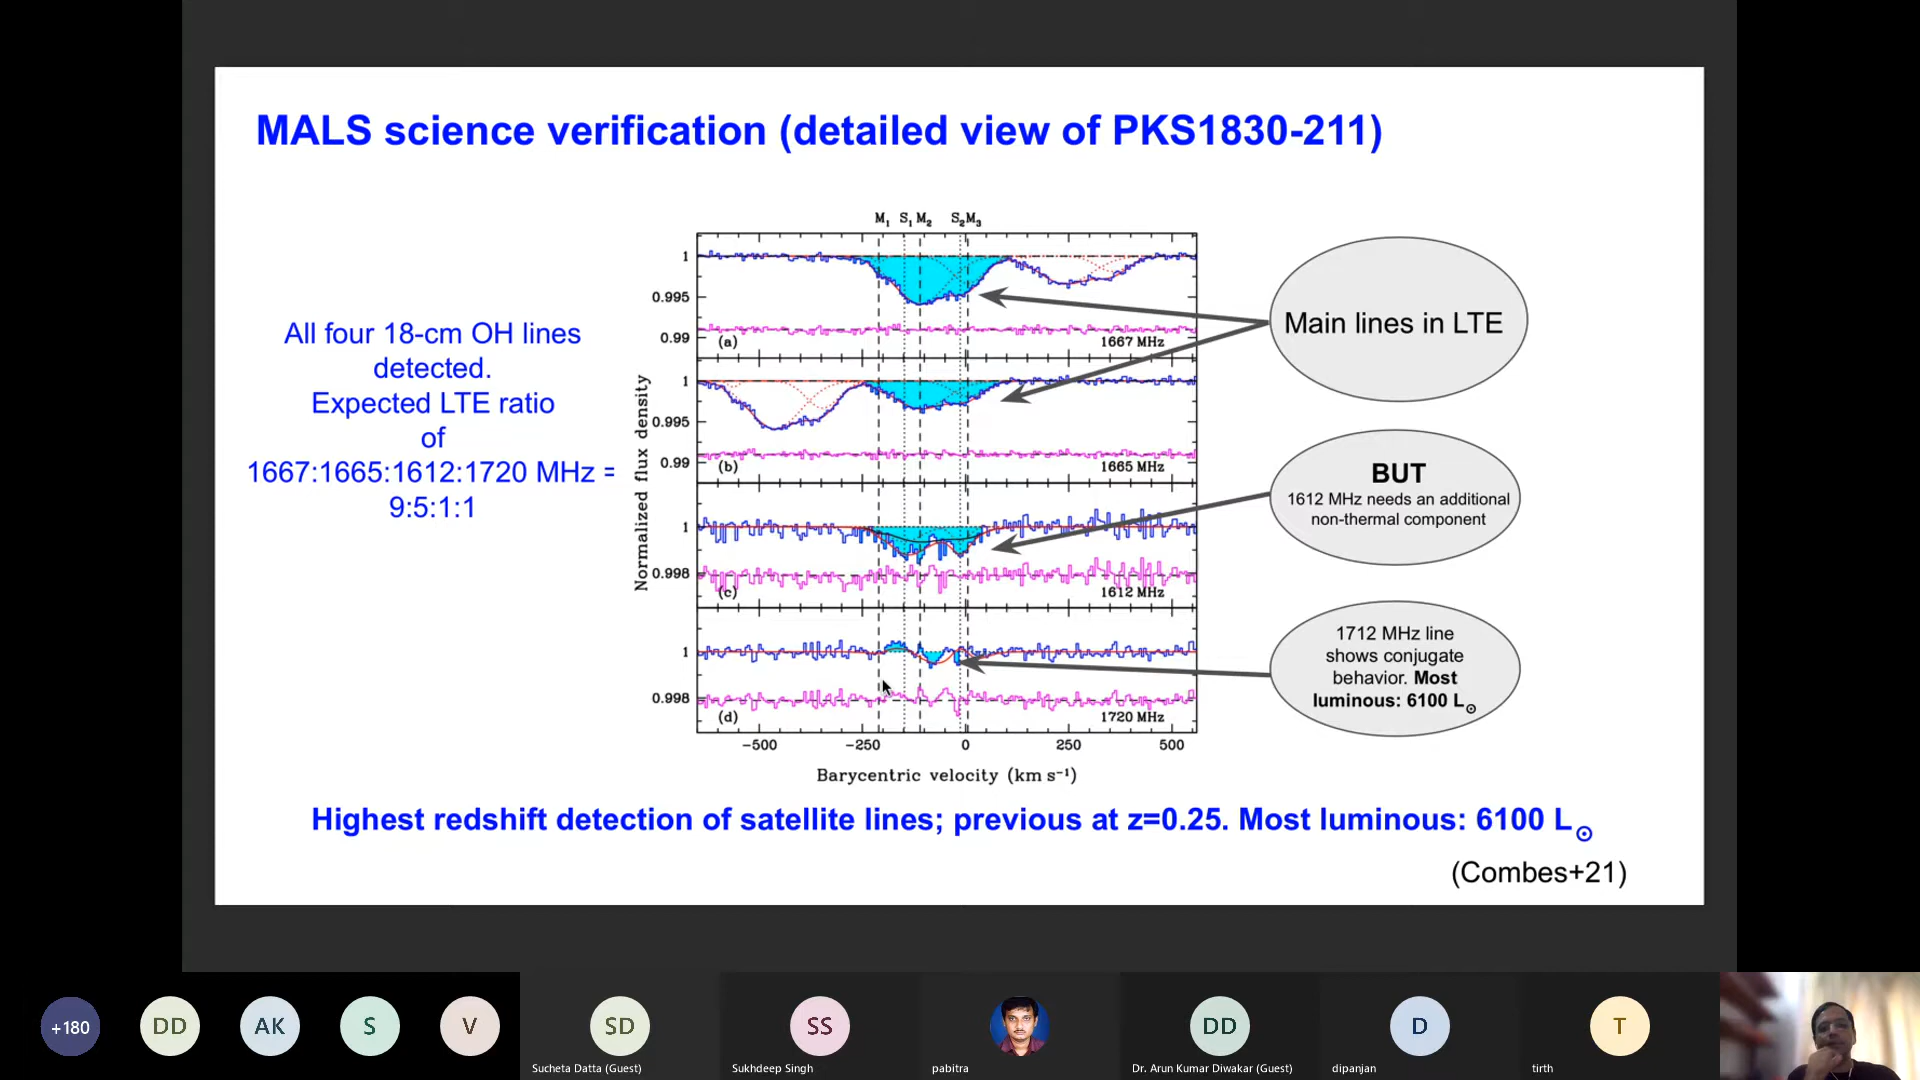 MALS science verification (detailed view of PKS1830-211)
All four 18-cm OH lines
detected.
Expected LTE ratio
of
1667:1665:1612:1720 MHz =
9:5:1:1
M1 S1 M2 S2 M3
1
0.995
0.99
(a)
1667 MHz
1
0.995
0.99
(b)
1665 MHz
1
0.998
(c)
1612 MHz
1
0.998
(d)
1720 MHz
−500 −250 0 250 500
Normalized flux density
Barycentric velocity (km s⁻¹)
Main lines in LTE
BUT
1612 MHz needs an additional
non-thermal component
1712 MHz line
shows conjugate
behavior. Most
luminous: 6100 L⊙
Highest redshift detection of satellite lines; previous at z=0.25. Most luminous: 6100 L⊙
(Combes+21)
+180
DD
AK
S
V
SD
Sucheta Datta (Guest)
SS
Sukhdeep Singh
pabitra
DD
Dr. Arun Kumar Diwakar (Guest)
D
dipanjan
T
tirth